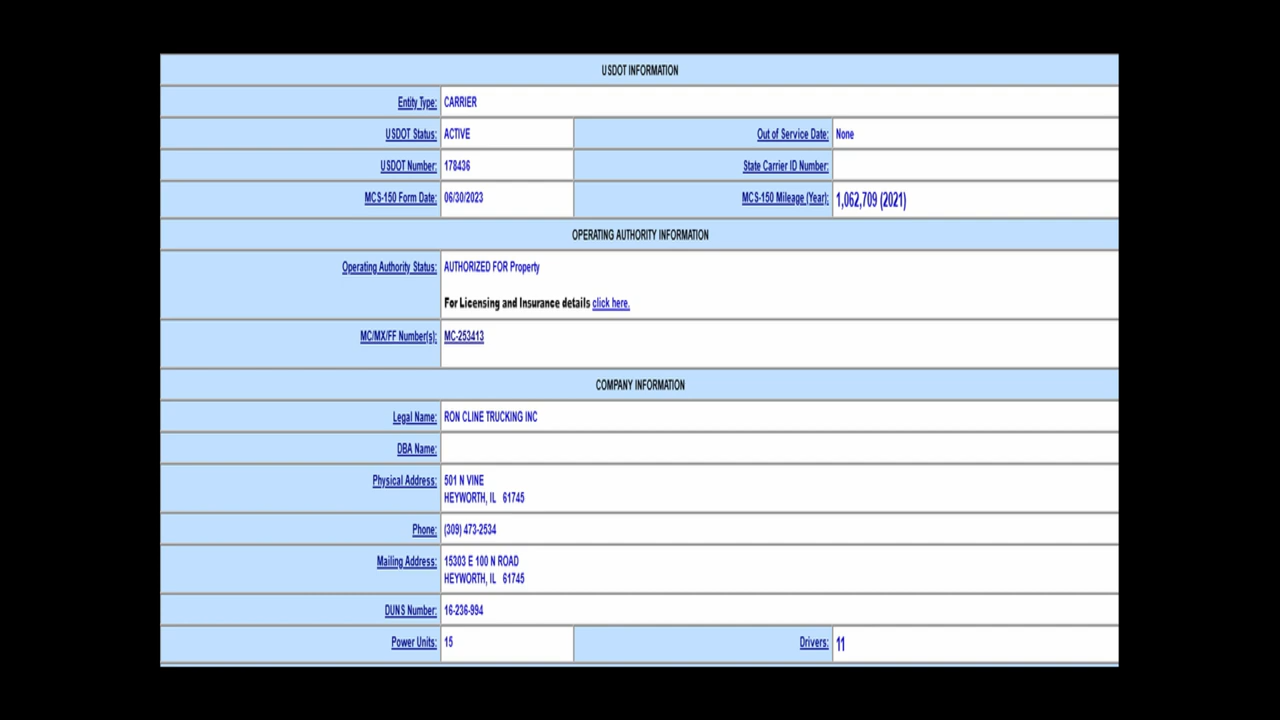 USDOT INFORMATION
Entity Type: CARRIER
USDOT Status: ACTIVE Out of Service Date: None
USDOT Number: 178436 State Carrier ID Number:
MCS-150 Form Date: 06/30/2023 MCS-150 Mileage (Year): 1,062,709 (2021)
OPERATING AUTHORITY INFORMATION
Operating Authority Status: AUTHORIZED FOR Property
For Licensing and Insurance details click here.
MC/MX/FF Number(s): MC-253413
COMPANY INFORMATION
Legal Name: RON CLINE TRUCKING INC
DBA Name:
Physical Address: 501 N VINE
HEYWORTH, IL 61745
Phone: (309) 473-2534
Mailing Address: 15303 E 100 N ROAD
HEYWORTH, IL 61745
DUNS Number: 16-236-994
Power Units: 15 Drivers: 11